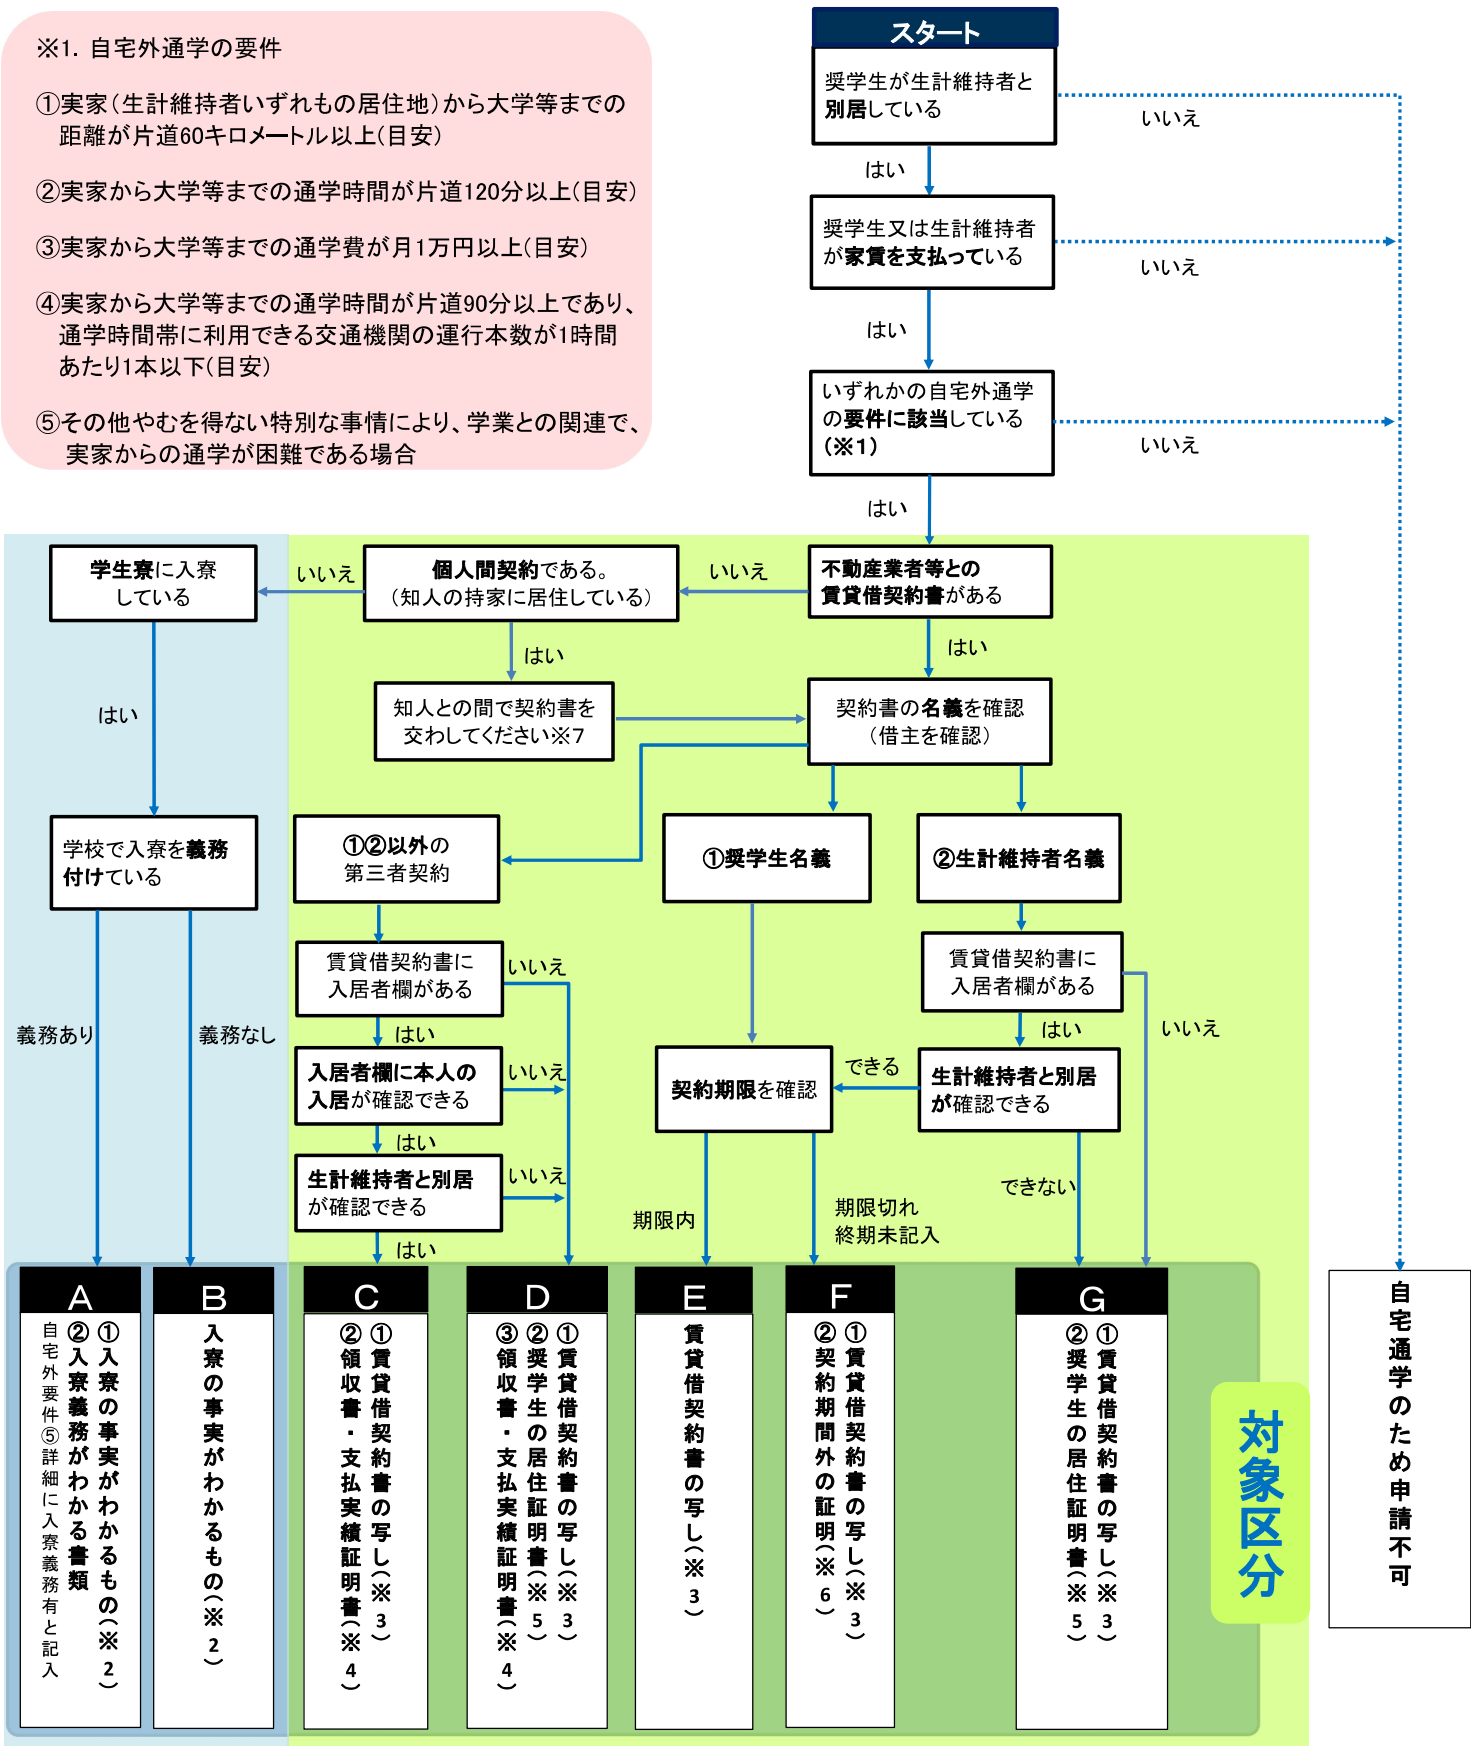 ※1．自宅外通学の要件
①実家（生計維持者いずれもの居住地）から大学等までの
距離が片道60キロメートル以上(目安)
②実家から大学等までの通学時間が片道120分以上(目安)
③実家から大学等までの通学費が月1万円以上(目安)
④実家から大学等までの通学時間が片道90分以上であり、
通学時間帯に利用できる交通機関の運行本数が1時間
あたり1本以下(目安)
⑤その他やむを得ない特別な事情により、学業との関連で、
実家からの通学が困難である場合
スタート
奨学生が生計維持者と
別居している
いいえ
はい
奨学生又は生計維持者
が家賃を支払っている
いいえ
はい
いずれかの自宅外通学
の要件に該当している
(※1)
いいえ
はい
不動産業者等との
賃貸借契約書がある
いいえ
個人間契約である。
（知人の持家に居住している）
いいえ
学生寮に入寮
している
はい
はい
はい
知人との間で契約書を
交わしてください※7
契約書の名義を確認
（借主を確認）
学校で入寮を義務
付けている
①②以外の
第三者契約
①奨学生名義
②生計維持者名義
賃貸借契約書に
入居者欄がある
いいえ
賃貸借契約書に
入居者欄がある
義務あり
義務なし
はい
はい
いいえ
入居者欄に本人の
入居が確認できる
いいえ
契約期限を確認
できる
生計維持者と別居
が確認できる
はい
生計維持者と別居
が確認できる
いいえ
できない
期限内
期限切れ
終期未記入
はい
A
①入寮の事実がわかるもの(※2)
②入寮義務がわかる書類
自宅外要件⑤詳細に入寮義務有と記入
B
入寮の事実がわかるもの(※2)
C
①賃貸借契約書の写し(※3)
②領収書・支払実績証明書(※4)
D
①賃貸借契約書の写し(※3)
②奨学生の居住証明書(※5)
③領収書・支払実績証明書(※4)
E
賃貸借契約書の写し(※3)
F
①賃貸借契約書の写し(※3)
②契約期間外の証明(※6)
G
①賃貸借契約書の写し(※3)
②奨学生の居住証明書(※5)
対象区分
自宅通学のため申請不可